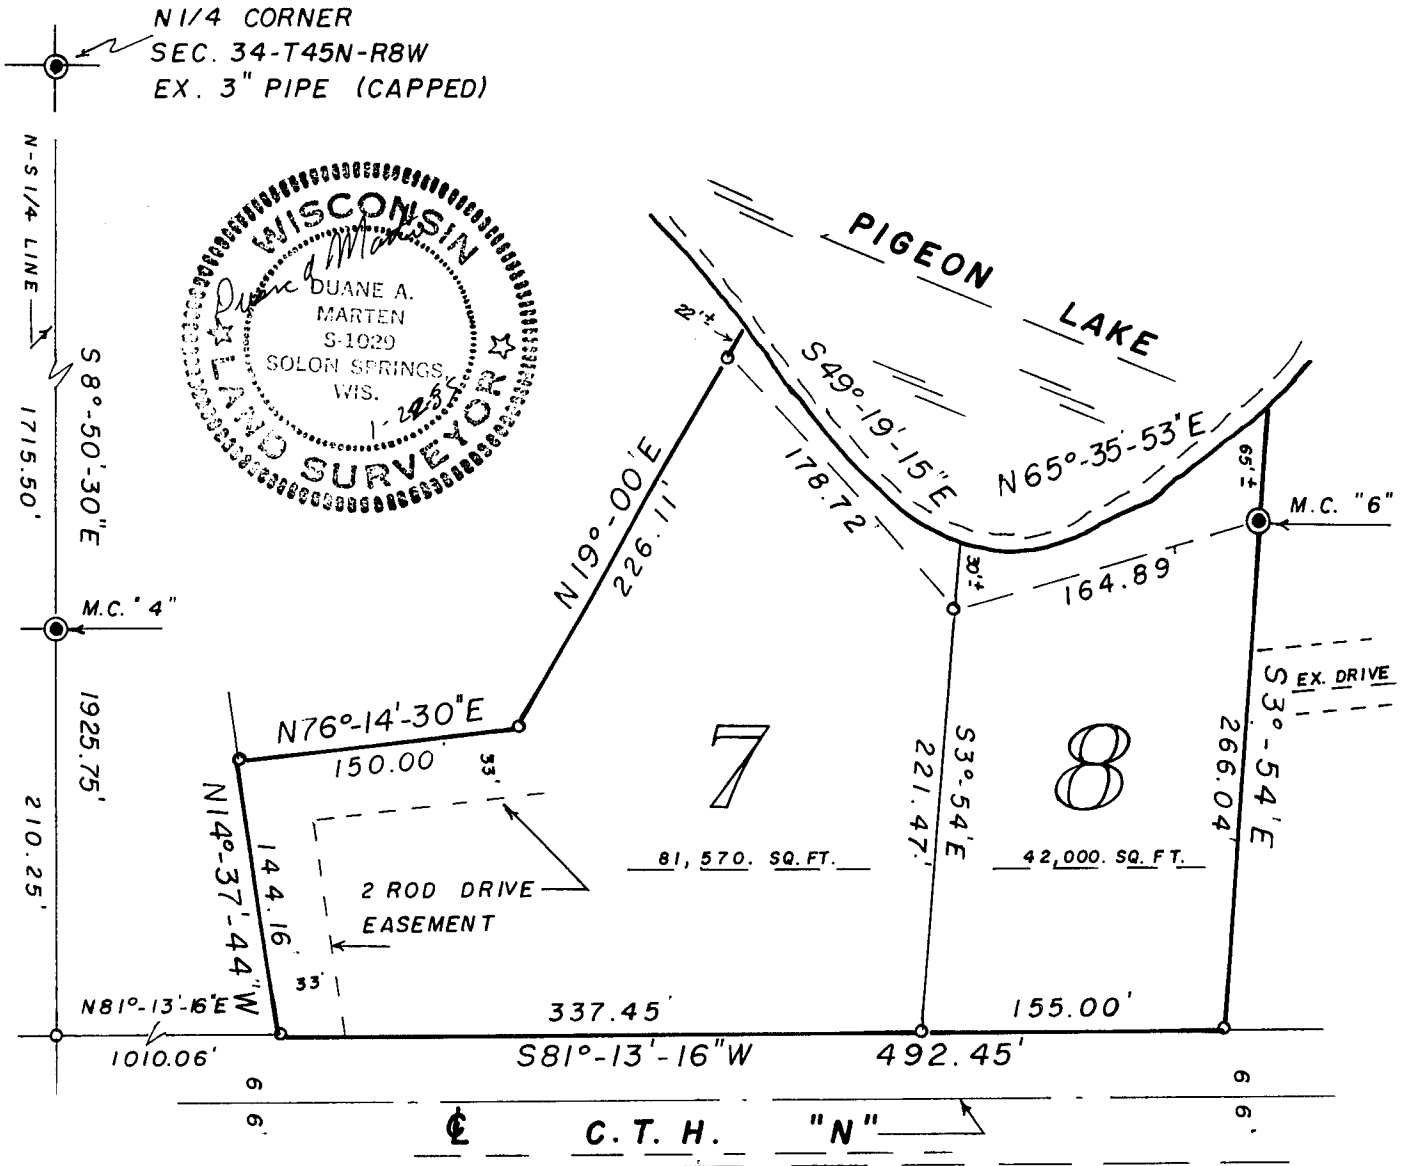 N 1/4 CORNER
SEC. 34-T45N-R8W
EX. 3" PIPE (CAPPED)
N-S 1/4 LINE
S 8°-50'-30"E
1715.50'
M.C. "4"
1925.75'
210.25'
WISCONSIN
LAND SURVEYOR
DUANE A.
MARTEN
S-1029
SOLON SPRINGS,
WIS.
PIGEON LAKE
22'±
S49°-19'-15"E
178.72'
N65°-35'-53"E
65'±
M.C. "6"
30'±
164.89'
N19°-00'E
226.11'
EX. DRIVE
N76°-14'-30"E
150.00'
33'
7
8
S3°-54'E
221.47'
S3°-54'E
266.04'
81,570. SQ. FT.
42,000. SQ. FT.
N14°-37'-44"W
144.16'
2 ROD DRIVE
EASEMENT
33'
N81°-13'-16"E
1010.06'
337.45'
155.00'
S81°-13'-16"W 492.45'
66'
66'
℄ C.T.H. "N"